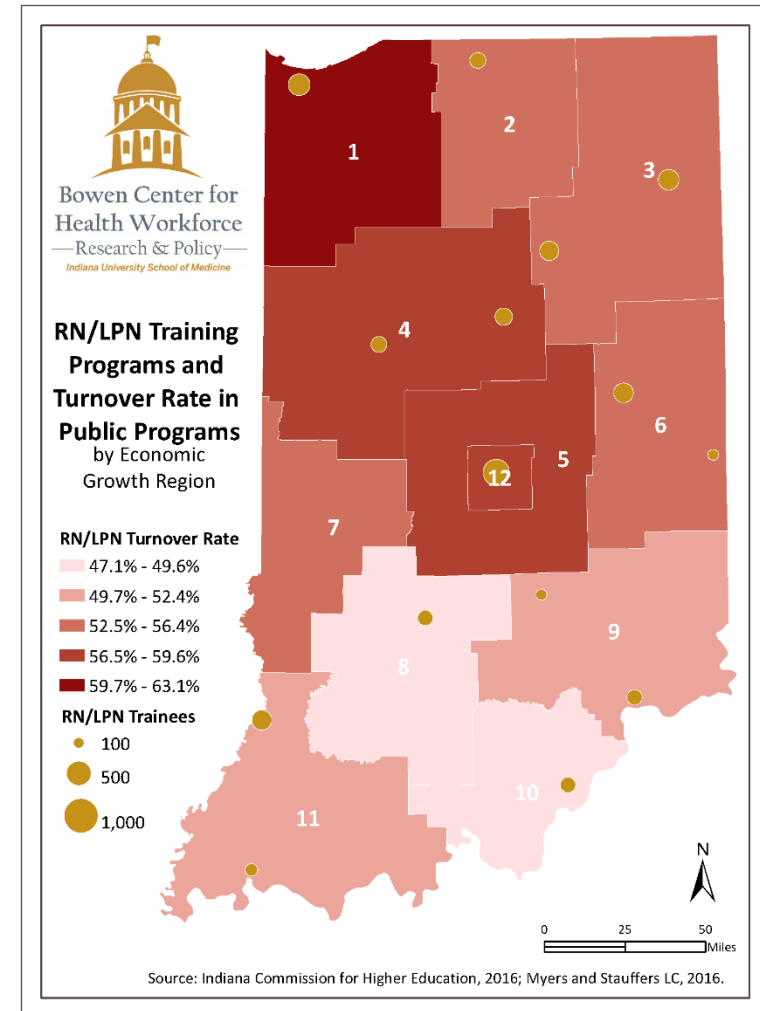 Bowen Center for
Health Workforce
—Research & Policy—
Indiana University School of Medicine
RN/LPN Training
Programs and
Turnover Rate in
Public Programs
by Economic
Growth Region
RN/LPN Turnover Rate
47.1% - 49.6%
49.7% - 52.4%
52.5% - 56.4%
56.5% - 59.6%
59.7% - 63.1%
RN/LPN Trainees
100
500
1,000
1
2
3
4
5
6
12
7
8
9
10
11
N
0 25 50
Miles
Source: Indiana Commission for Higher Education, 2016; Myers and Stauffers LC, 2016.